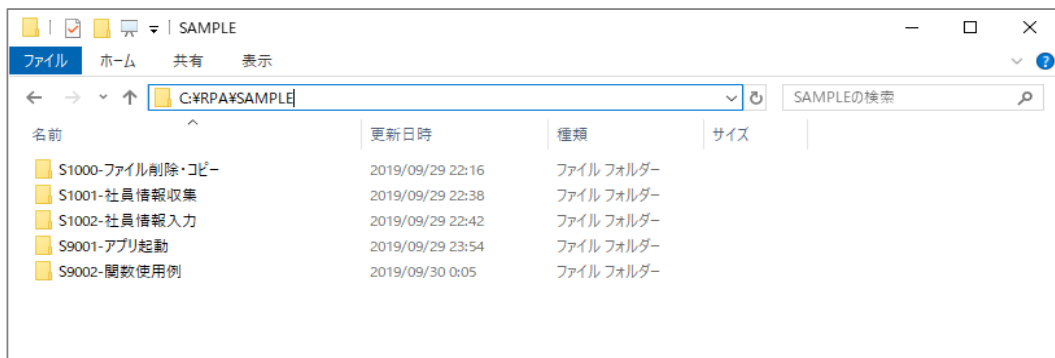 SAMPLE
ファイル ホーム 共有 表示
C:¥RPA¥SAMPLE SAMPLEの検索
名前 更新日時 種類 サイズ
S1000-ファイル削除・コピー 2019/09/29 22:16 ファイル フォルダー
S1001-社員情報収集 2019/09/29 22:38 ファイル フォルダー
S1002-社員情報入力 2019/09/29 22:42 ファイル フォルダー
S9001-アプリ起動 2019/09/29 23:54 ファイル フォルダー
S9002-関数使用例 2019/09/30 0:05 ファイル フォルダー